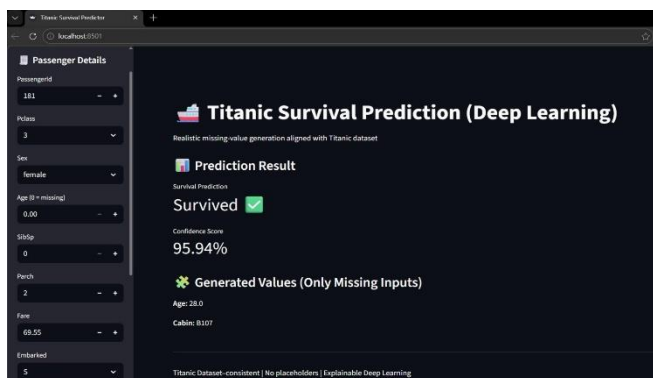 Titanic Survival Predictor
localhost:8501
Passenger Details
PassengerId
181
Pclass
3
Sex
female
Age (0 = missing)
0.00
SibSp
0
Parch
2
Fare
69.55
Embarked
S
Titanic Survival Prediction (Deep Learning)
Realistic missing-value generation aligned with Titanic dataset
Prediction Result
Survival Prediction
Survived
Confidence Score
95.94%
Generated Values (Only Missing Inputs)
Age: 28.0
Cabin: B107
Titanic Dataset-consistent | No placeholders | Explainable Deep Learning